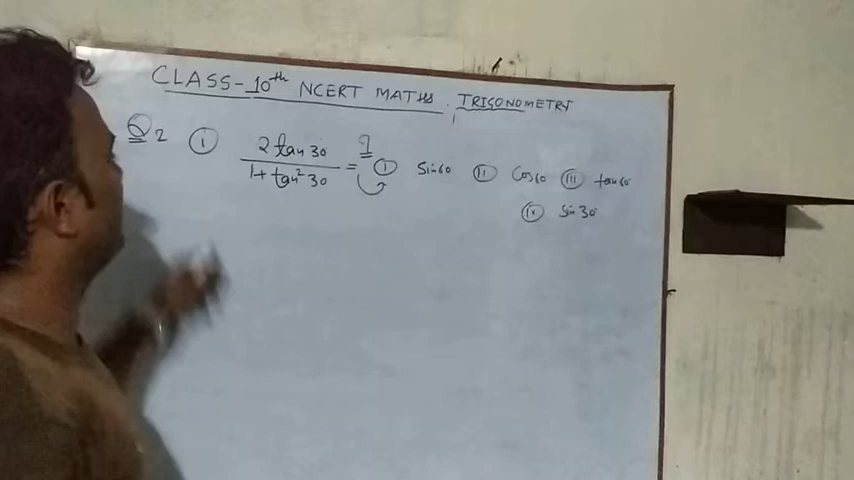 CLASS-10th NCERT MATHS. TRIGONOMETRY
Q2 (i) 2 tan 30 / 1 + tan² 30 = ? (i) Sin 60 (ii) Cos 60 (iii) tan 60
(iv) Sin 30